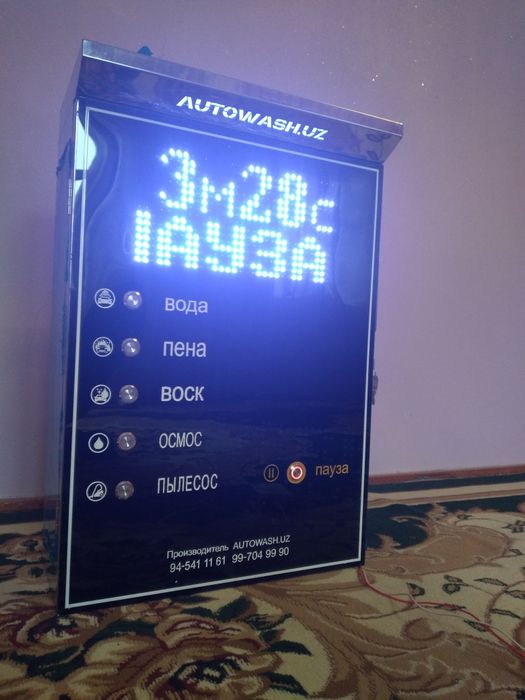 AUTOWASH.UZ
3м28с
ПАУЗА
вода
пена
воск
осмос
пылесос
пауза
Производитель AUTOWASH.UZ
94-541 11 61 99-704 99 90